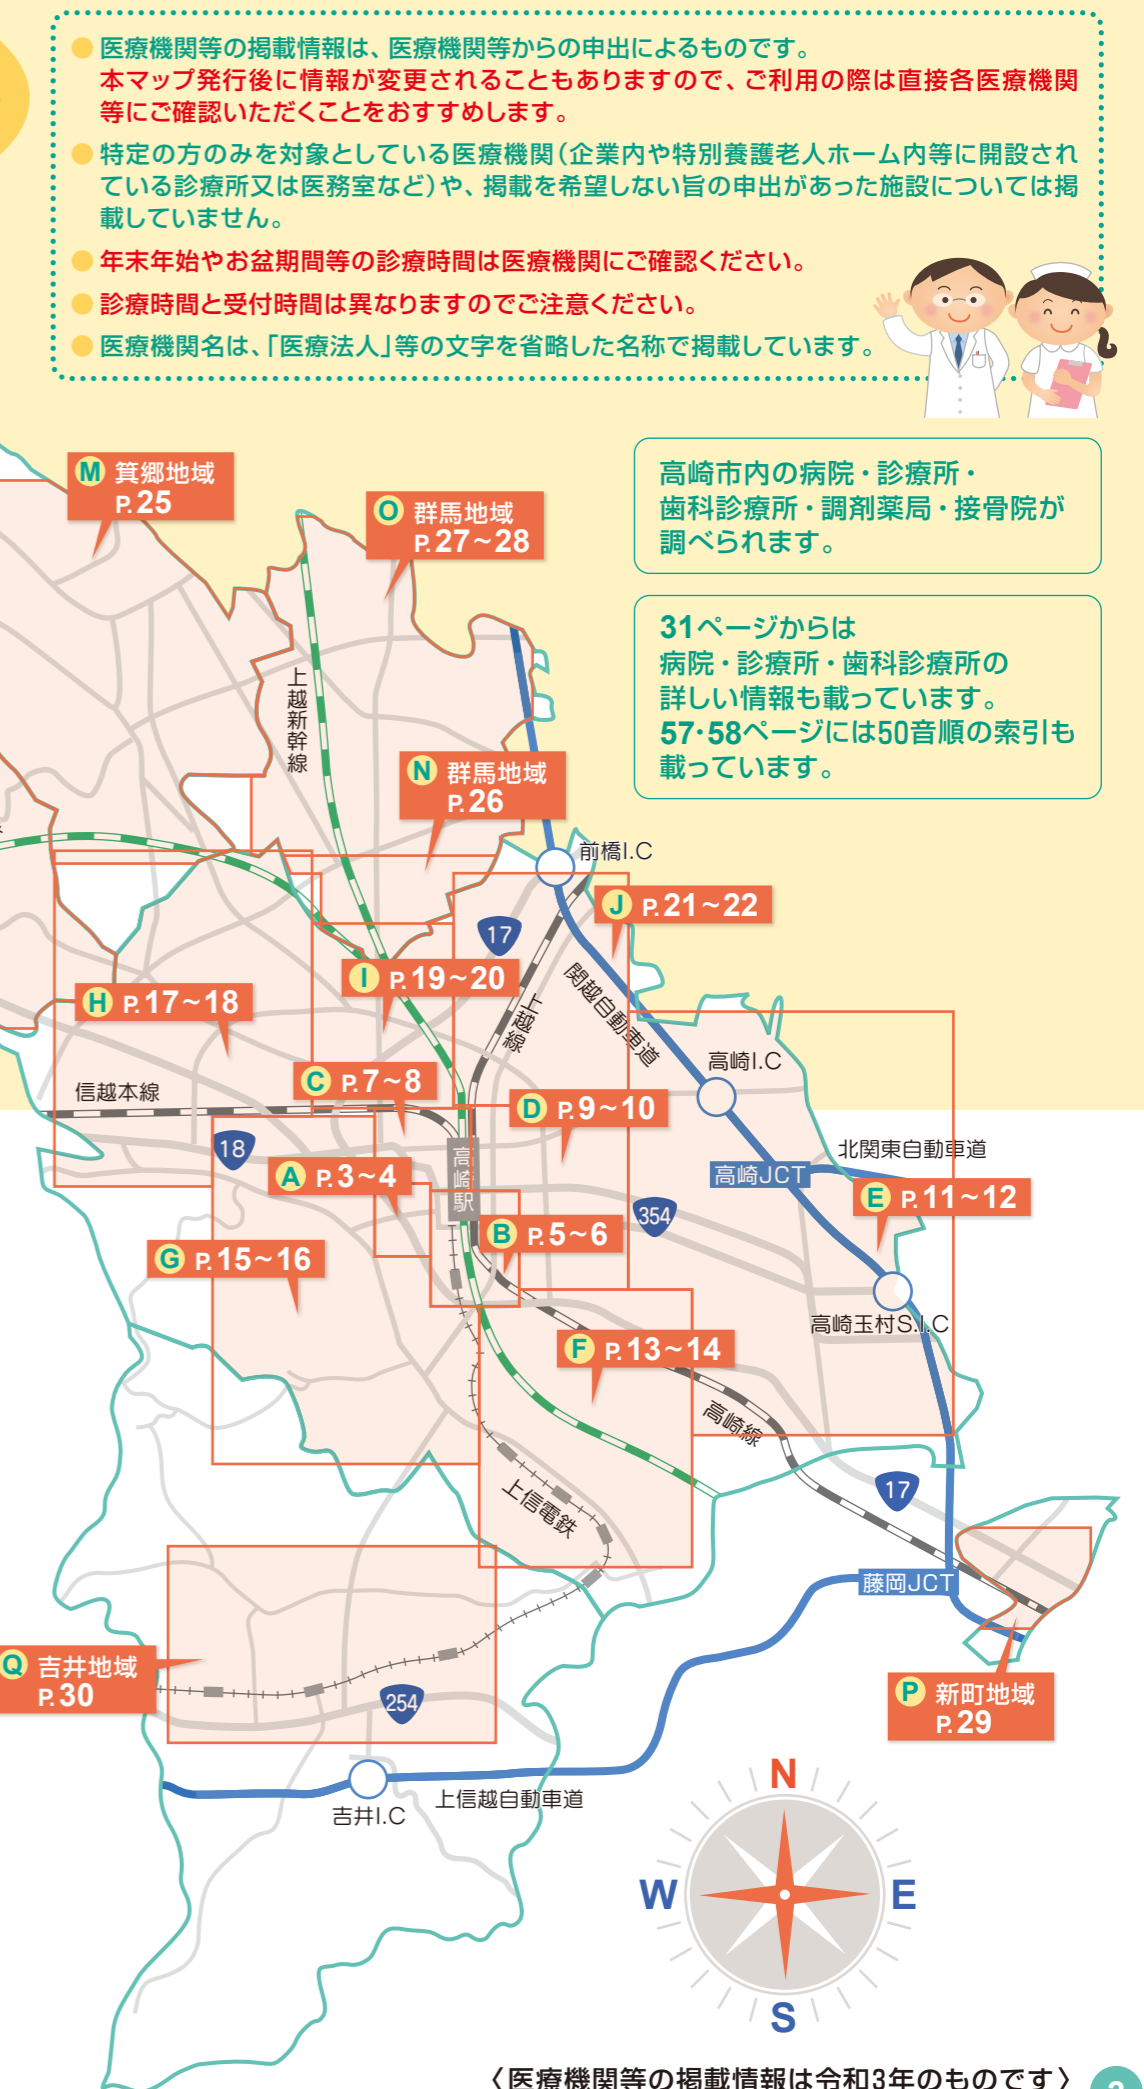 ●医療機関等の掲載情報は、医療機関等からの申出によるものです。
本マップ発行後に情報が変更されることもありますので、ご利用の際は直接各医療機関
等にご確認いただくことをおすすめします。
●特定の方のみを対象としている医療機関(企業内や特別養護老人ホーム内等に開設され
ている診療所又は医務室など)や、掲載を希望しない旨の申出があった施設については掲
載していません。
●年末年始やお盆期間等の診療時間は医療機関にご確認ください。
●診療時間と受付時間は異なりますのでご注意ください。
●医療機関名は、「医療法人」等の文字を省略した名称で掲載しています。
高崎市内の病院・診療所・
歯科診療所・調剤薬局・接骨院が
調べられます。
31ページからは
病院・診療所・歯科診療所の
詳しい情報も載っています。
57・58ページには50音順の索引も
載っています。
M 箕郷地域
P.25
O 群馬地域
P.27~28
上越新幹線
N 群馬地域
P.26
前橋I.C
J P.21~22
17
I P.19~20
H P.17~18
上越線
関越自動車道
高崎I.C
C P.7~8
信越本線
D P.9~10
18
高崎駅
北関東自動車道
高崎JCT
A P.3~4
E P.11~12
354
B P.5~6
G P.15~16
高崎玉村S.I.C
F P.13~14
高崎線
17
上信電鉄
藤岡JCT
Q 吉井地域
P.30
254
P 新町地域
P.29
上信越自動車道
吉井I.C
N
W
E
S
〈医療機関等の掲載情報は令和3年のものです〉